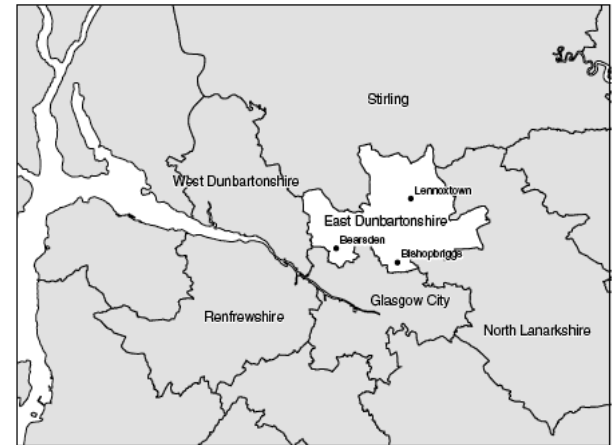 Stirling
West Dunbartonshire
Lennoxtown
East Dunbartonshire
Bearsden
Bishopbriggs
Glasgow City
Renfrewshire
North Lanarkshire